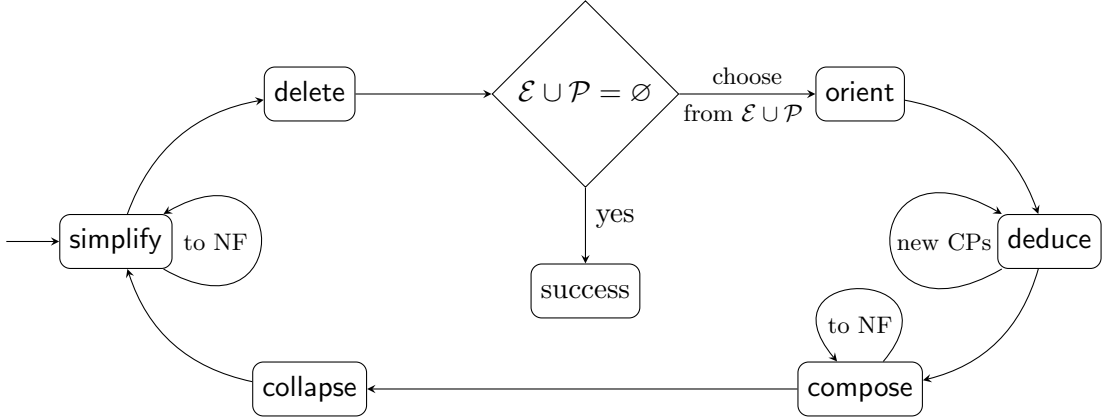 delete
ℰ ∪ 𝒫 = ∅
choose
from ℰ ∪ 𝒫
orient
yes
simplify
to NF
new CPs
deduce
success
to NF
collapse
compose